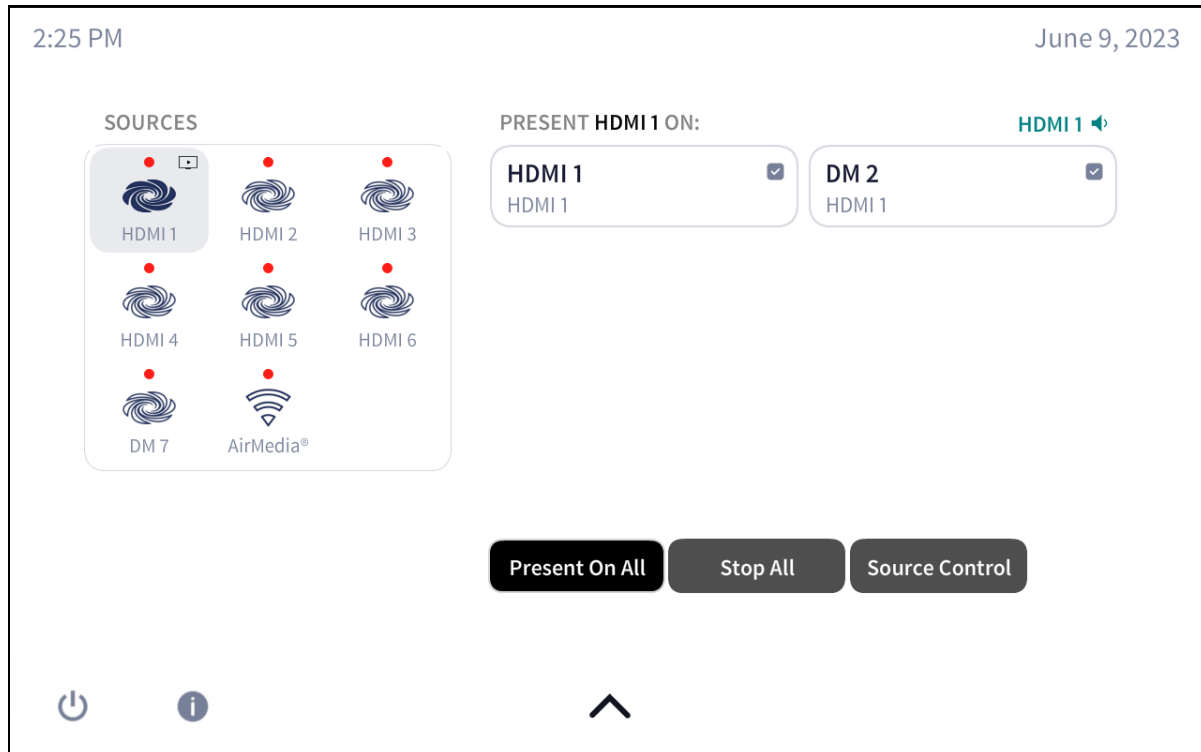 2:25 PM
June 9, 2023
SOURCES
HDMI 1
HDMI 2
HDMI 3
HDMI 4
HDMI 5
HDMI 6
DM 7
AirMedia®
PRESENT HDMI 1 ON:
HDMI 1
HDMI 1
HDMI 1
DM 2
HDMI 1
Present On All
Stop All
Source Control